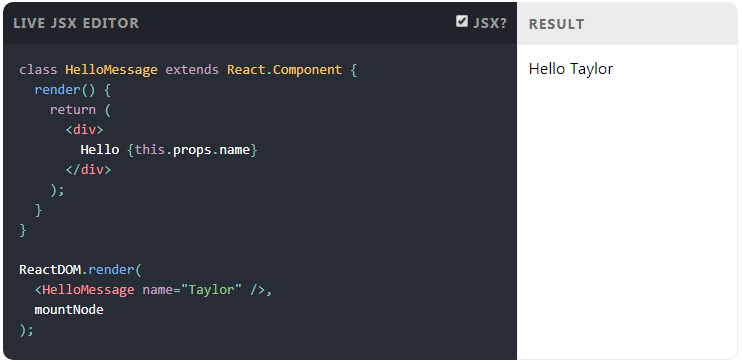 LIVE JSX EDITOR
JSX?
RESULT
class HelloMessage extends React.Component {
  render() {
    return (
      <div>
        Hello {this.props.name}
      </div>
    );
  }
}

ReactDOM.render(
  <HelloMessage name="Taylor" />,
  mountNode
);
Hello Taylor